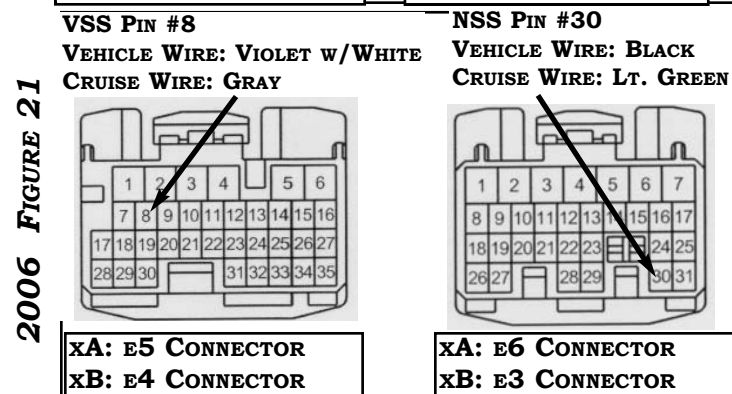 VSS PIN #8
VEHICLE WIRE: VIOLET W/WHITE
CRUISE WIRE: GRAY
NSS PIN #30
VEHICLE WIRE: BLACK
CRUISE WIRE: LT. GREEN
2006 FIGURE 21
1 2 3 4 5 6
7 8 9 10 11 12 13 14 15 16
17 18 19 20 21 22 23 24 25 26 27
28 29 30 31 32 33 34 35
1 2 3 4 5 6 7
8 9 10 11 12 13 14 15 16 17
18 19 20 21 22 23 24 25
26 27 28 29 30 31
XA: E5 CONNECTOR
XB: E4 CONNECTOR
XA: E6 CONNECTOR
XB: E3 CONNECTOR